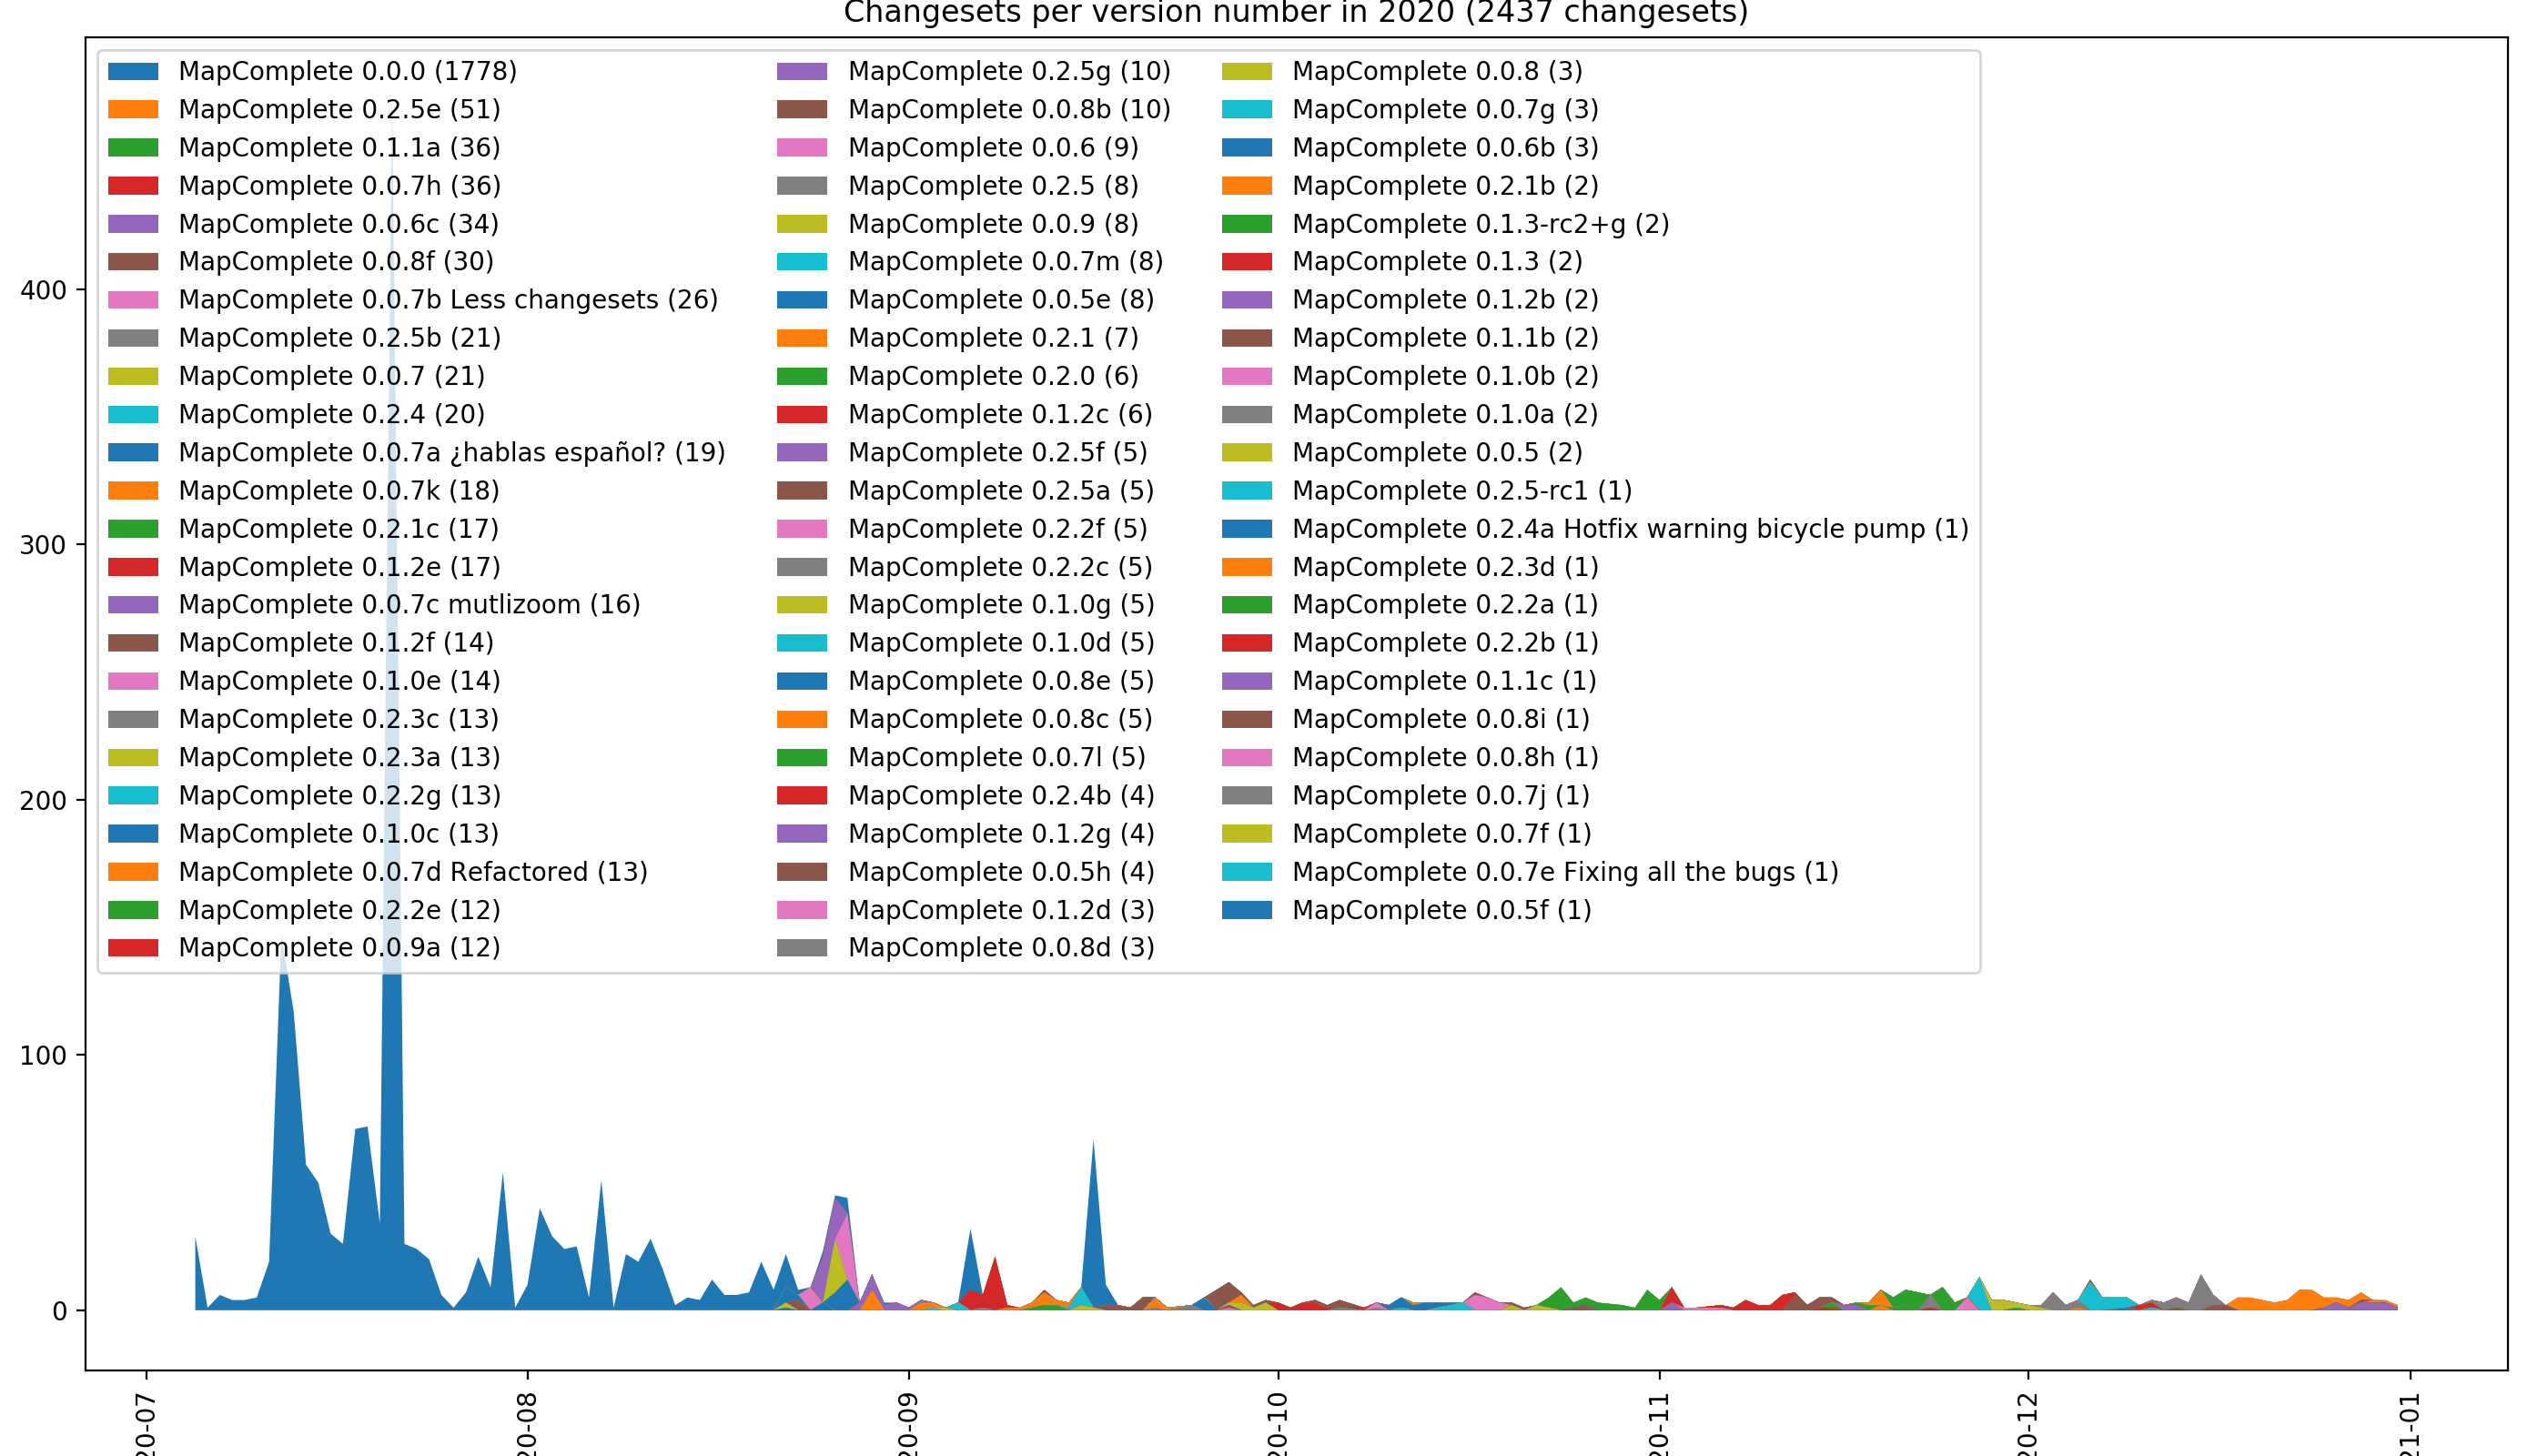 Changesets per version number in 2020 (2437 changesets)
MapComplete 0.0.0 (1778)
MapComplete 0.2.5e (51)
MapComplete 0.1.1a (36)
MapComplete 0.0.7h (36)
MapComplete 0.0.6c (34)
MapComplete 0.0.8f (30)
MapComplete 0.0.7b Less changesets (26)
MapComplete 0.2.5b (21)
MapComplete 0.0.7 (21)
MapComplete 0.2.4 (20)
MapComplete 0.0.7a ¿hablas español? (19)
MapComplete 0.0.7k (18)
MapComplete 0.2.1c (17)
MapComplete 0.1.2e (17)
MapComplete 0.0.7c mutlizoom (16)
MapComplete 0.1.2f (14)
MapComplete 0.1.0e (14)
MapComplete 0.2.3c (13)
MapComplete 0.2.3a (13)
MapComplete 0.2.2g (13)
MapComplete 0.1.0c (13)
MapComplete 0.0.7d Refactored (13)
MapComplete 0.2.2e (12)
MapComplete 0.0.9a (12)
MapComplete 0.2.5g (10)
MapComplete 0.0.8b (10)
MapComplete 0.0.6 (9)
MapComplete 0.2.5 (8)
MapComplete 0.0.9 (8)
MapComplete 0.0.7m (8)
MapComplete 0.0.5e (8)
MapComplete 0.2.1 (7)
MapComplete 0.2.0 (6)
MapComplete 0.1.2c (6)
MapComplete 0.2.5f (5)
MapComplete 0.2.5a (5)
MapComplete 0.2.2f (5)
MapComplete 0.2.2c (5)
MapComplete 0.1.0g (5)
MapComplete 0.1.0d (5)
MapComplete 0.0.8e (5)
MapComplete 0.0.8c (5)
MapComplete 0.0.7l (5)
MapComplete 0.2.4b (4)
MapComplete 0.1.2g (4)
MapComplete 0.0.5h (4)
MapComplete 0.1.2d (3)
MapComplete 0.0.8d (3)
MapComplete 0.0.8 (3)
MapComplete 0.0.7g (3)
MapComplete 0.0.6b (3)
MapComplete 0.2.1b (2)
MapComplete 0.1.3-rc2+g (2)
MapComplete 0.1.3 (2)
MapComplete 0.1.2b (2)
MapComplete 0.1.1b (2)
MapComplete 0.1.0b (2)
MapComplete 0.1.0a (2)
MapComplete 0.0.5 (2)
MapComplete 0.2.5-rc1 (1)
MapComplete 0.2.4a Hotfix warning bicycle pump (1)
MapComplete 0.2.3d (1)
MapComplete 0.2.2a (1)
MapComplete 0.2.2b (1)
MapComplete 0.1.1c (1)
MapComplete 0.0.8i (1)
MapComplete 0.0.8h (1)
MapComplete 0.0.7j (1)
MapComplete 0.0.7f (1)
MapComplete 0.0.7e Fixing all the bugs (1)
MapComplete 0.0.5f (1)
400
300
200
100
0
20-07
20-08
20-09
20-10
20-11
20-12
21-01